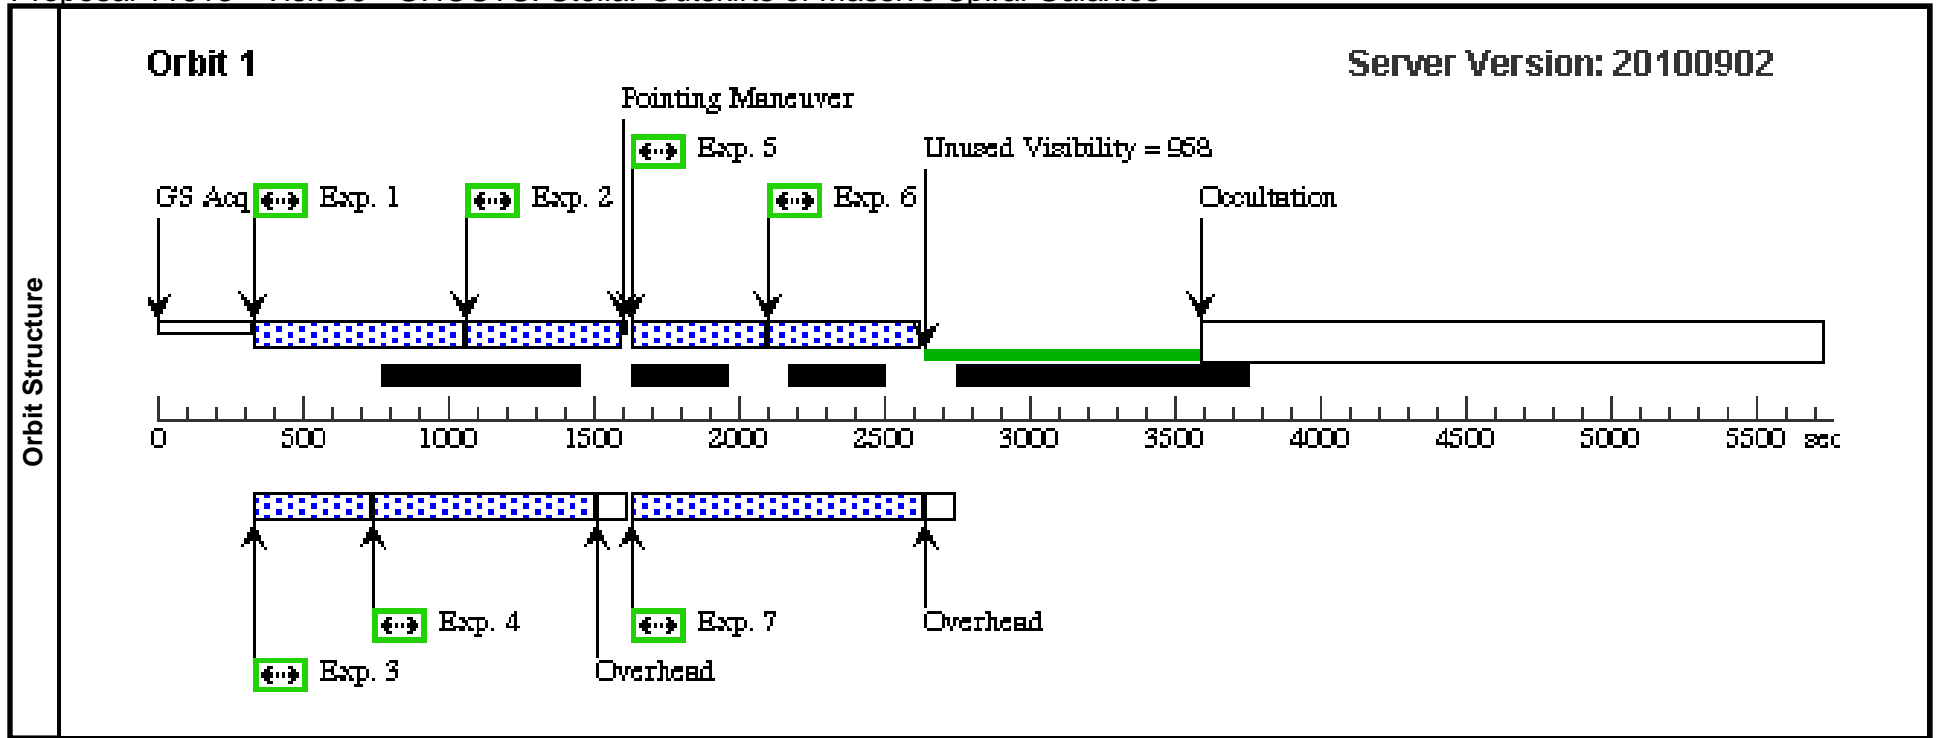 Orbit Structure
Orbit 1
Server Version: 20100902
Pointing Maneuver
Exp. 5
Unused Visibility = 958
GS Acq
Exp. 1
Exp. 2
Exp. 6
Occultation
0 500 1000 1500 2000 2500 3000 3500 4000 4500 5000 5500 sec
Exp. 4
Exp. 7
Overhead
Exp. 3
Overhead